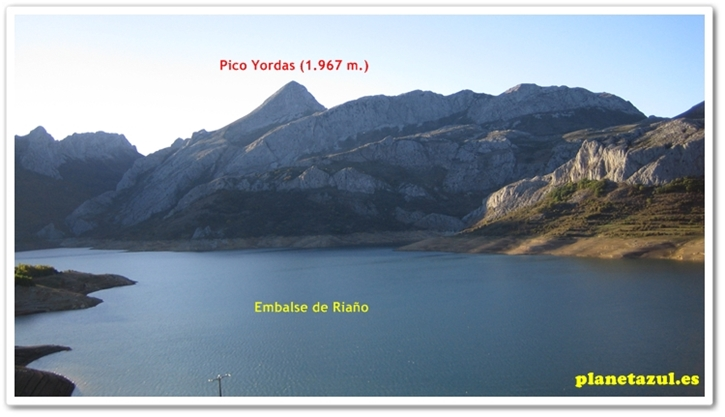 Pico Yordas (1.967 m.)
Embalse de Riaño
planetazul.es